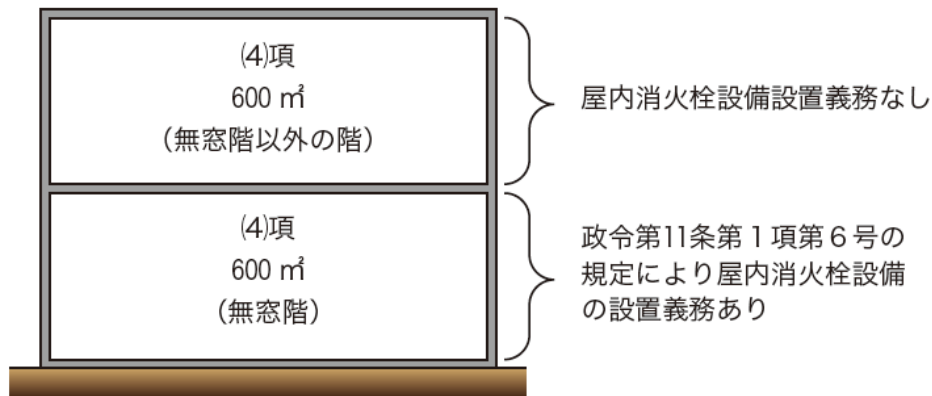 ⑷項
600 ㎡
（無窓階以外の階）
屋内消火栓設備設置義務なし
⑷項
600 ㎡
（無窓階）
政令第11条第１項第６号の
規定により屋内消火栓設備
の設置義務あり